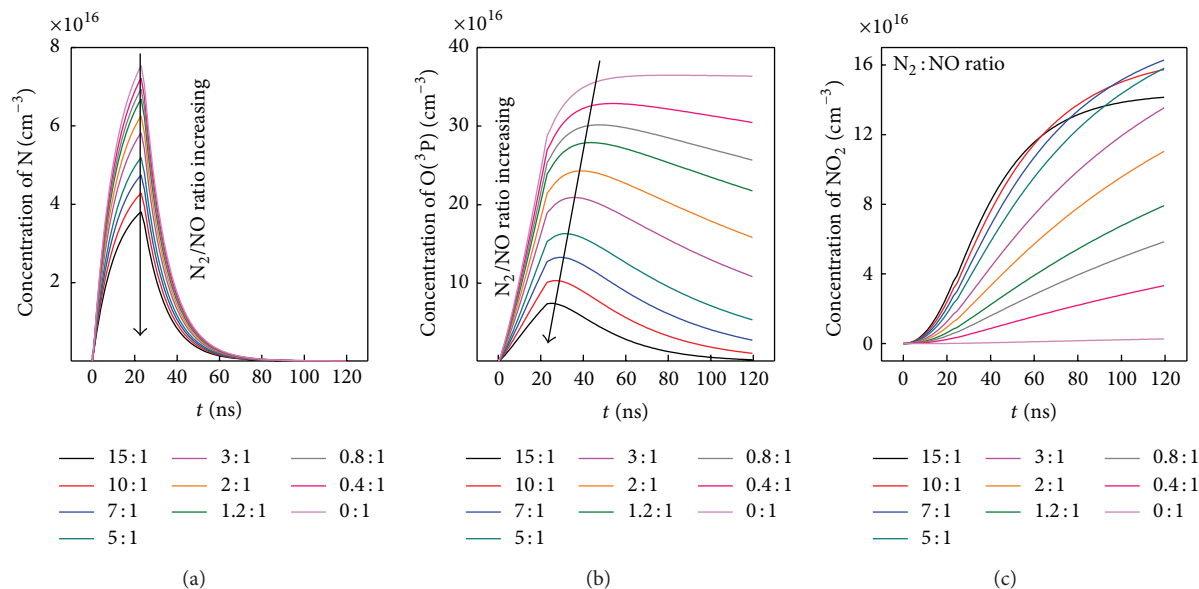 ×10¹⁶
8
6
4
2
0 20 40 60 80 100 120
t (ns)
Concentration of N (cm⁻³)
N₂/NO ratio increasing
15:1 3:1 0.8:1
10:1 2:1 0.4:1
7:1 1.2:1 0:1
5:1
(a)
×10¹⁶
40
30
20
10
0 20 40 60 80 100 120
t (ns)
Concentration of O(³P) (cm⁻³)
N₂/NO ratio increasing
15:1 3:1 0.8:1
10:1 2:1 0.4:1
7:1 1.2:1 0:1
5:1
(b)
×10¹⁶
N₂:NO ratio
16
12
8
4
0
0 20 40 60 80 100 120
t (ns)
Concentration of NO₂ (cm⁻³)
15:1 3:1 0.8:1
10:1 2:1 0.4:1
7:1 1.2:1 0:1
5:1
(c)